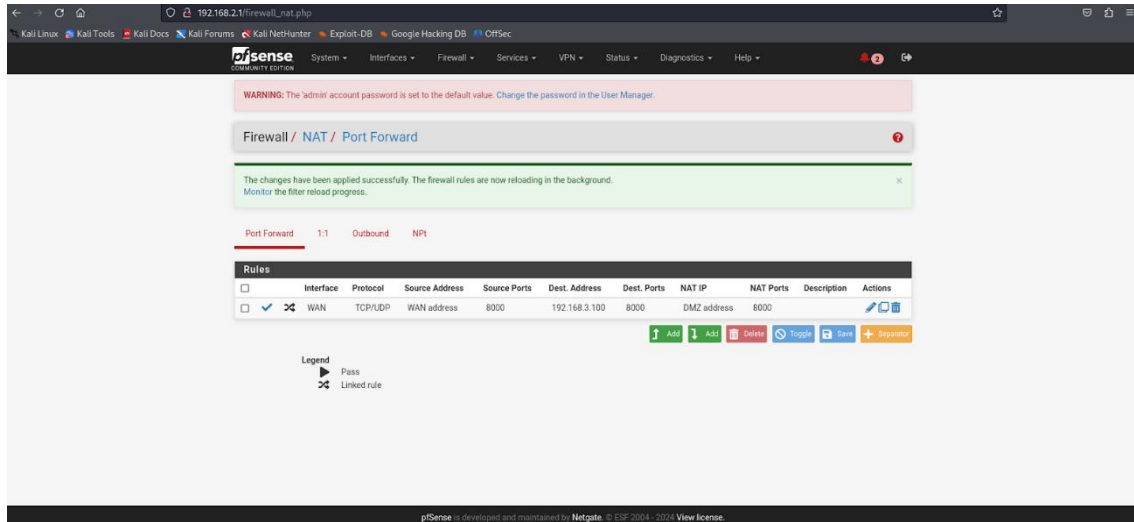 192.168.2.1/firewall_nat.php
Kali Linux Kali Tools Kali Docs Kali Forums Kali NetHunter Exploit-DB Google Hacking DB OffSec
pfsense System Interfaces Firewall Services VPN Status Diagnostics Help 2
COMMUNITY EDITION
WARNING: The 'admin' account password is set to the default value. Change the password in the User Manager.
Firewall / NAT / Port Forward
The changes have been applied successfully. The firewall rules are now reloading in the background.
Monitor the filter reload progress.
Port Forward 1:1 Outbound NPt
Rules
Interface Protocol Source Address Source Ports Dest. Address Dest. Ports NAT IP NAT Ports Description Actions
WAN TCP/UDP WAN address 8000 192.168.3.100 8000 DMZ address 8000
Add Add Delete Toggle Save Separator
Legend
Pass
Linked rule
pfSense is developed and maintained by Netgate. © ESF 2004 - 2024 View license.